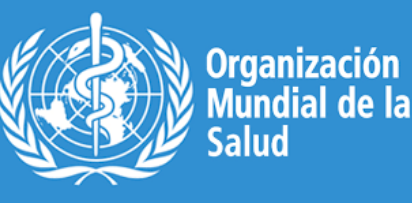 Organización
Mundial de la
Salud